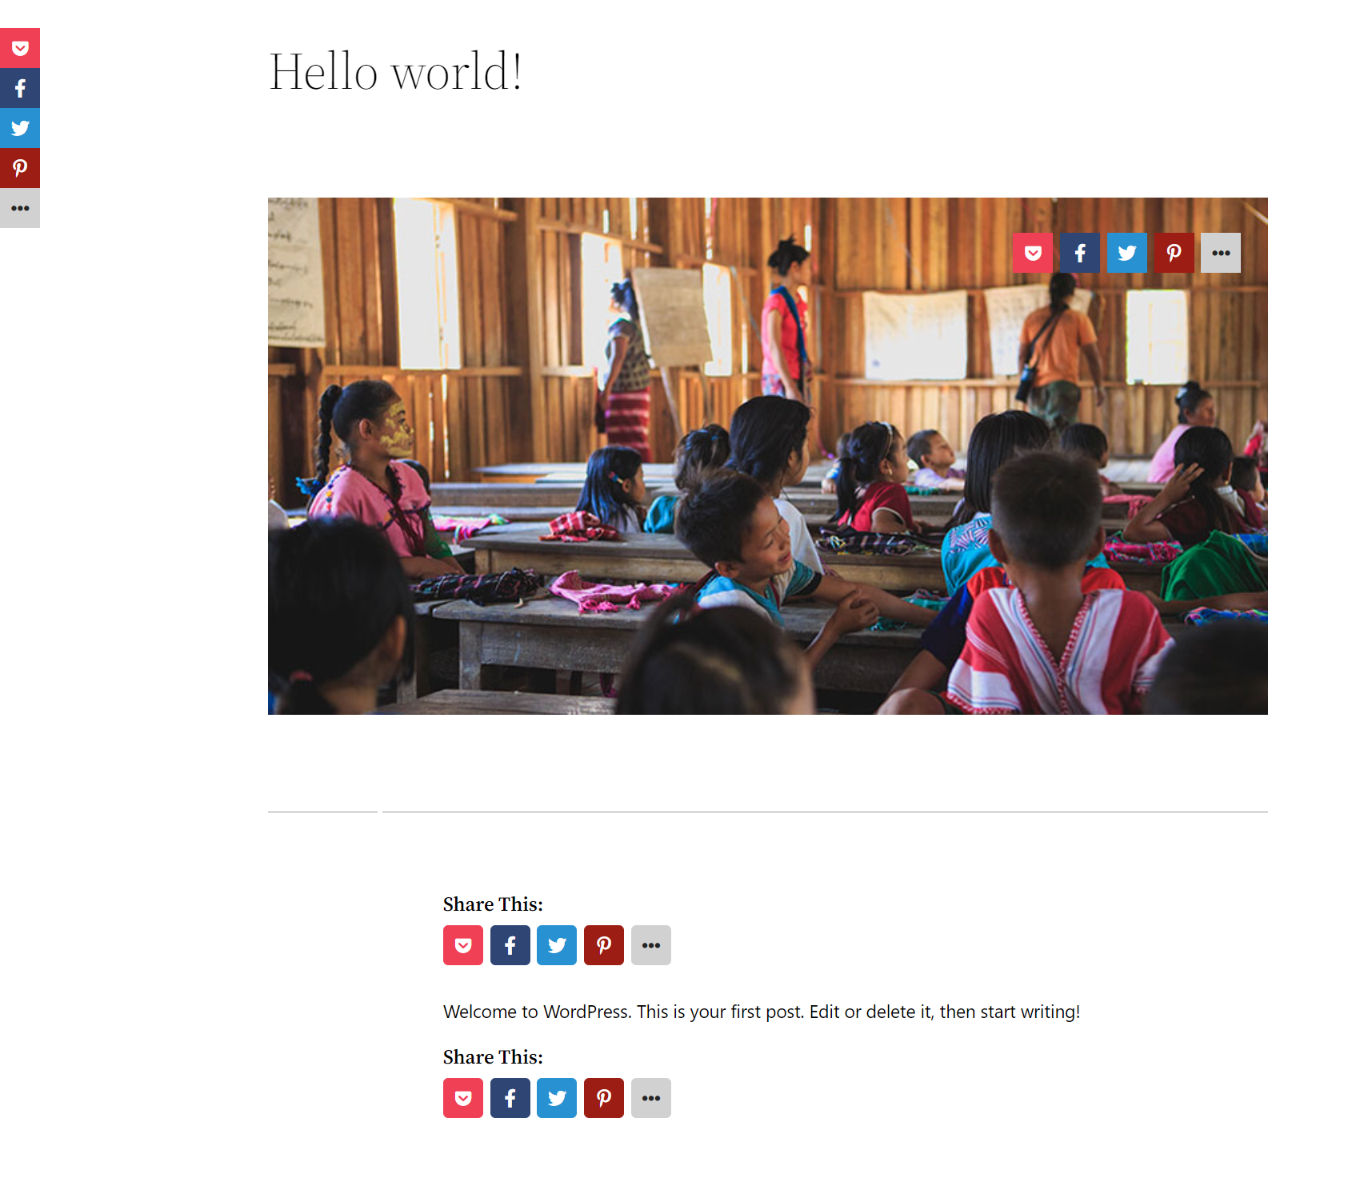 Hello world!
Share This:
Welcome to WordPress. This is your first post. Edit or delete it, then start writing!
Share This: